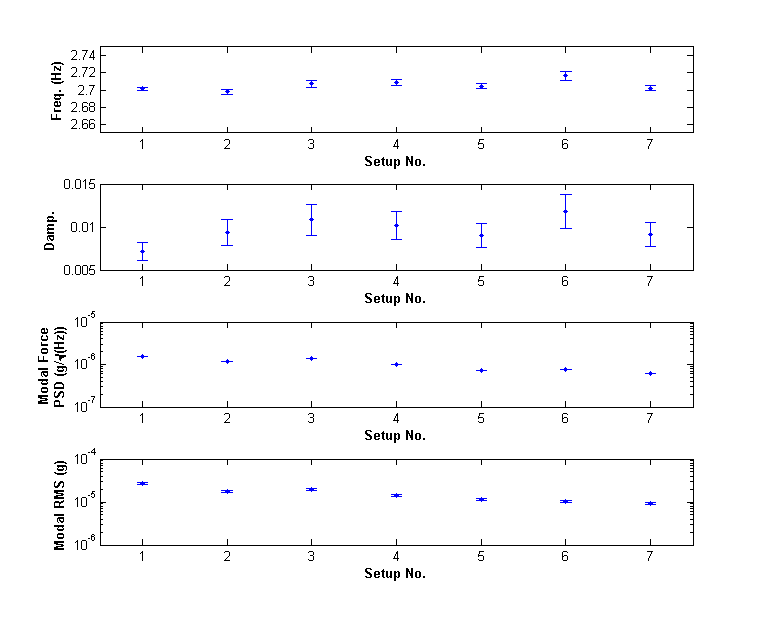 Freq. (Hz)
2.74
2.72
2.7
2.68
2.66
1 2 3 4 5 6 7
Setup No.
Damp.
0.015
0.01
0.005
1 2 3 4 5 6 7
Setup No.
Modal Force
PSD (g/√(Hz))
10^-5
10^-6
10^-7
1 2 3 4 5 6 7
Setup No.
Modal RMS (g)
10^-4
10^-5
10^-6
1 2 3 4 5 6 7
Setup No.